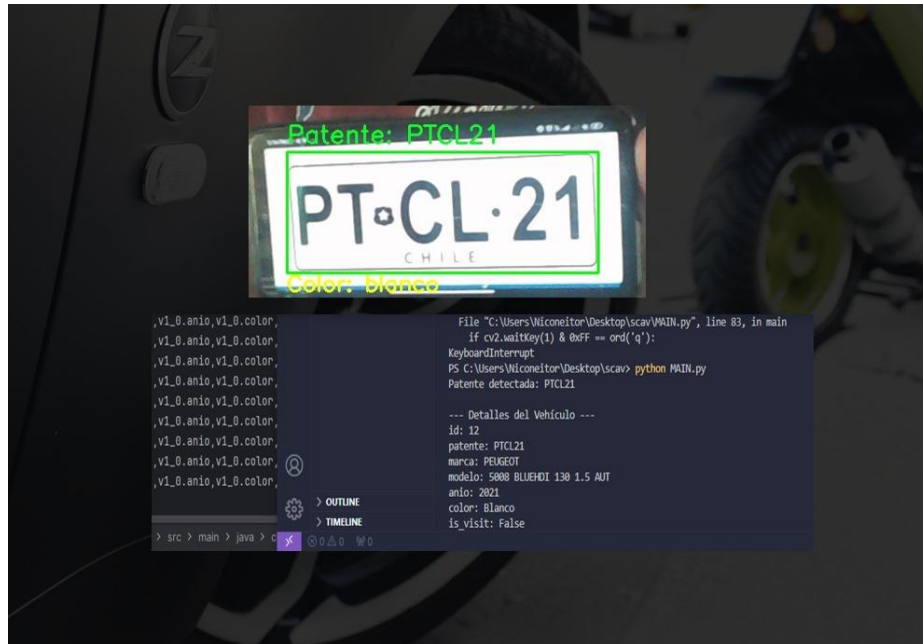 Patente: PTCL21
PT CL·21
CHILE
Color: blanco
,v1_0.anio,v1_0.color,
,v1_0.anio,v1_0.color,
,v1_0.anio,v1_0.color,
,v1_0.anio,v1_0.color,
,v1_0.anio,v1_0.color,
,v1_0.anio,v1_0.color,
,v1_0.anio,v1_0.color,
,v1_0.anio,v1_0.color,
,v1_0.anio,v1_0.color,
> src > main > java > c
> OUTLINE
> TIMELINE
0 0 0
File "C:\Users\Niconeitor\Desktop\scav\MAIN.py", line 83, in main
if cv2.waitKey(1) & 0xFF == ord('q'):
KeyboardInterrupt
PS C:\Users\Niconeitor\Desktop\scav> python MAIN.py
Patente detectada: PTCL21
--- Detalles del Vehículo ---
id: 12
patente: PTCL21
marca: PEUGEOT
modelo: 5008 BLUEHDI 130 1.5 AUT
anio: 2021
color: Blanco
is_visit: False